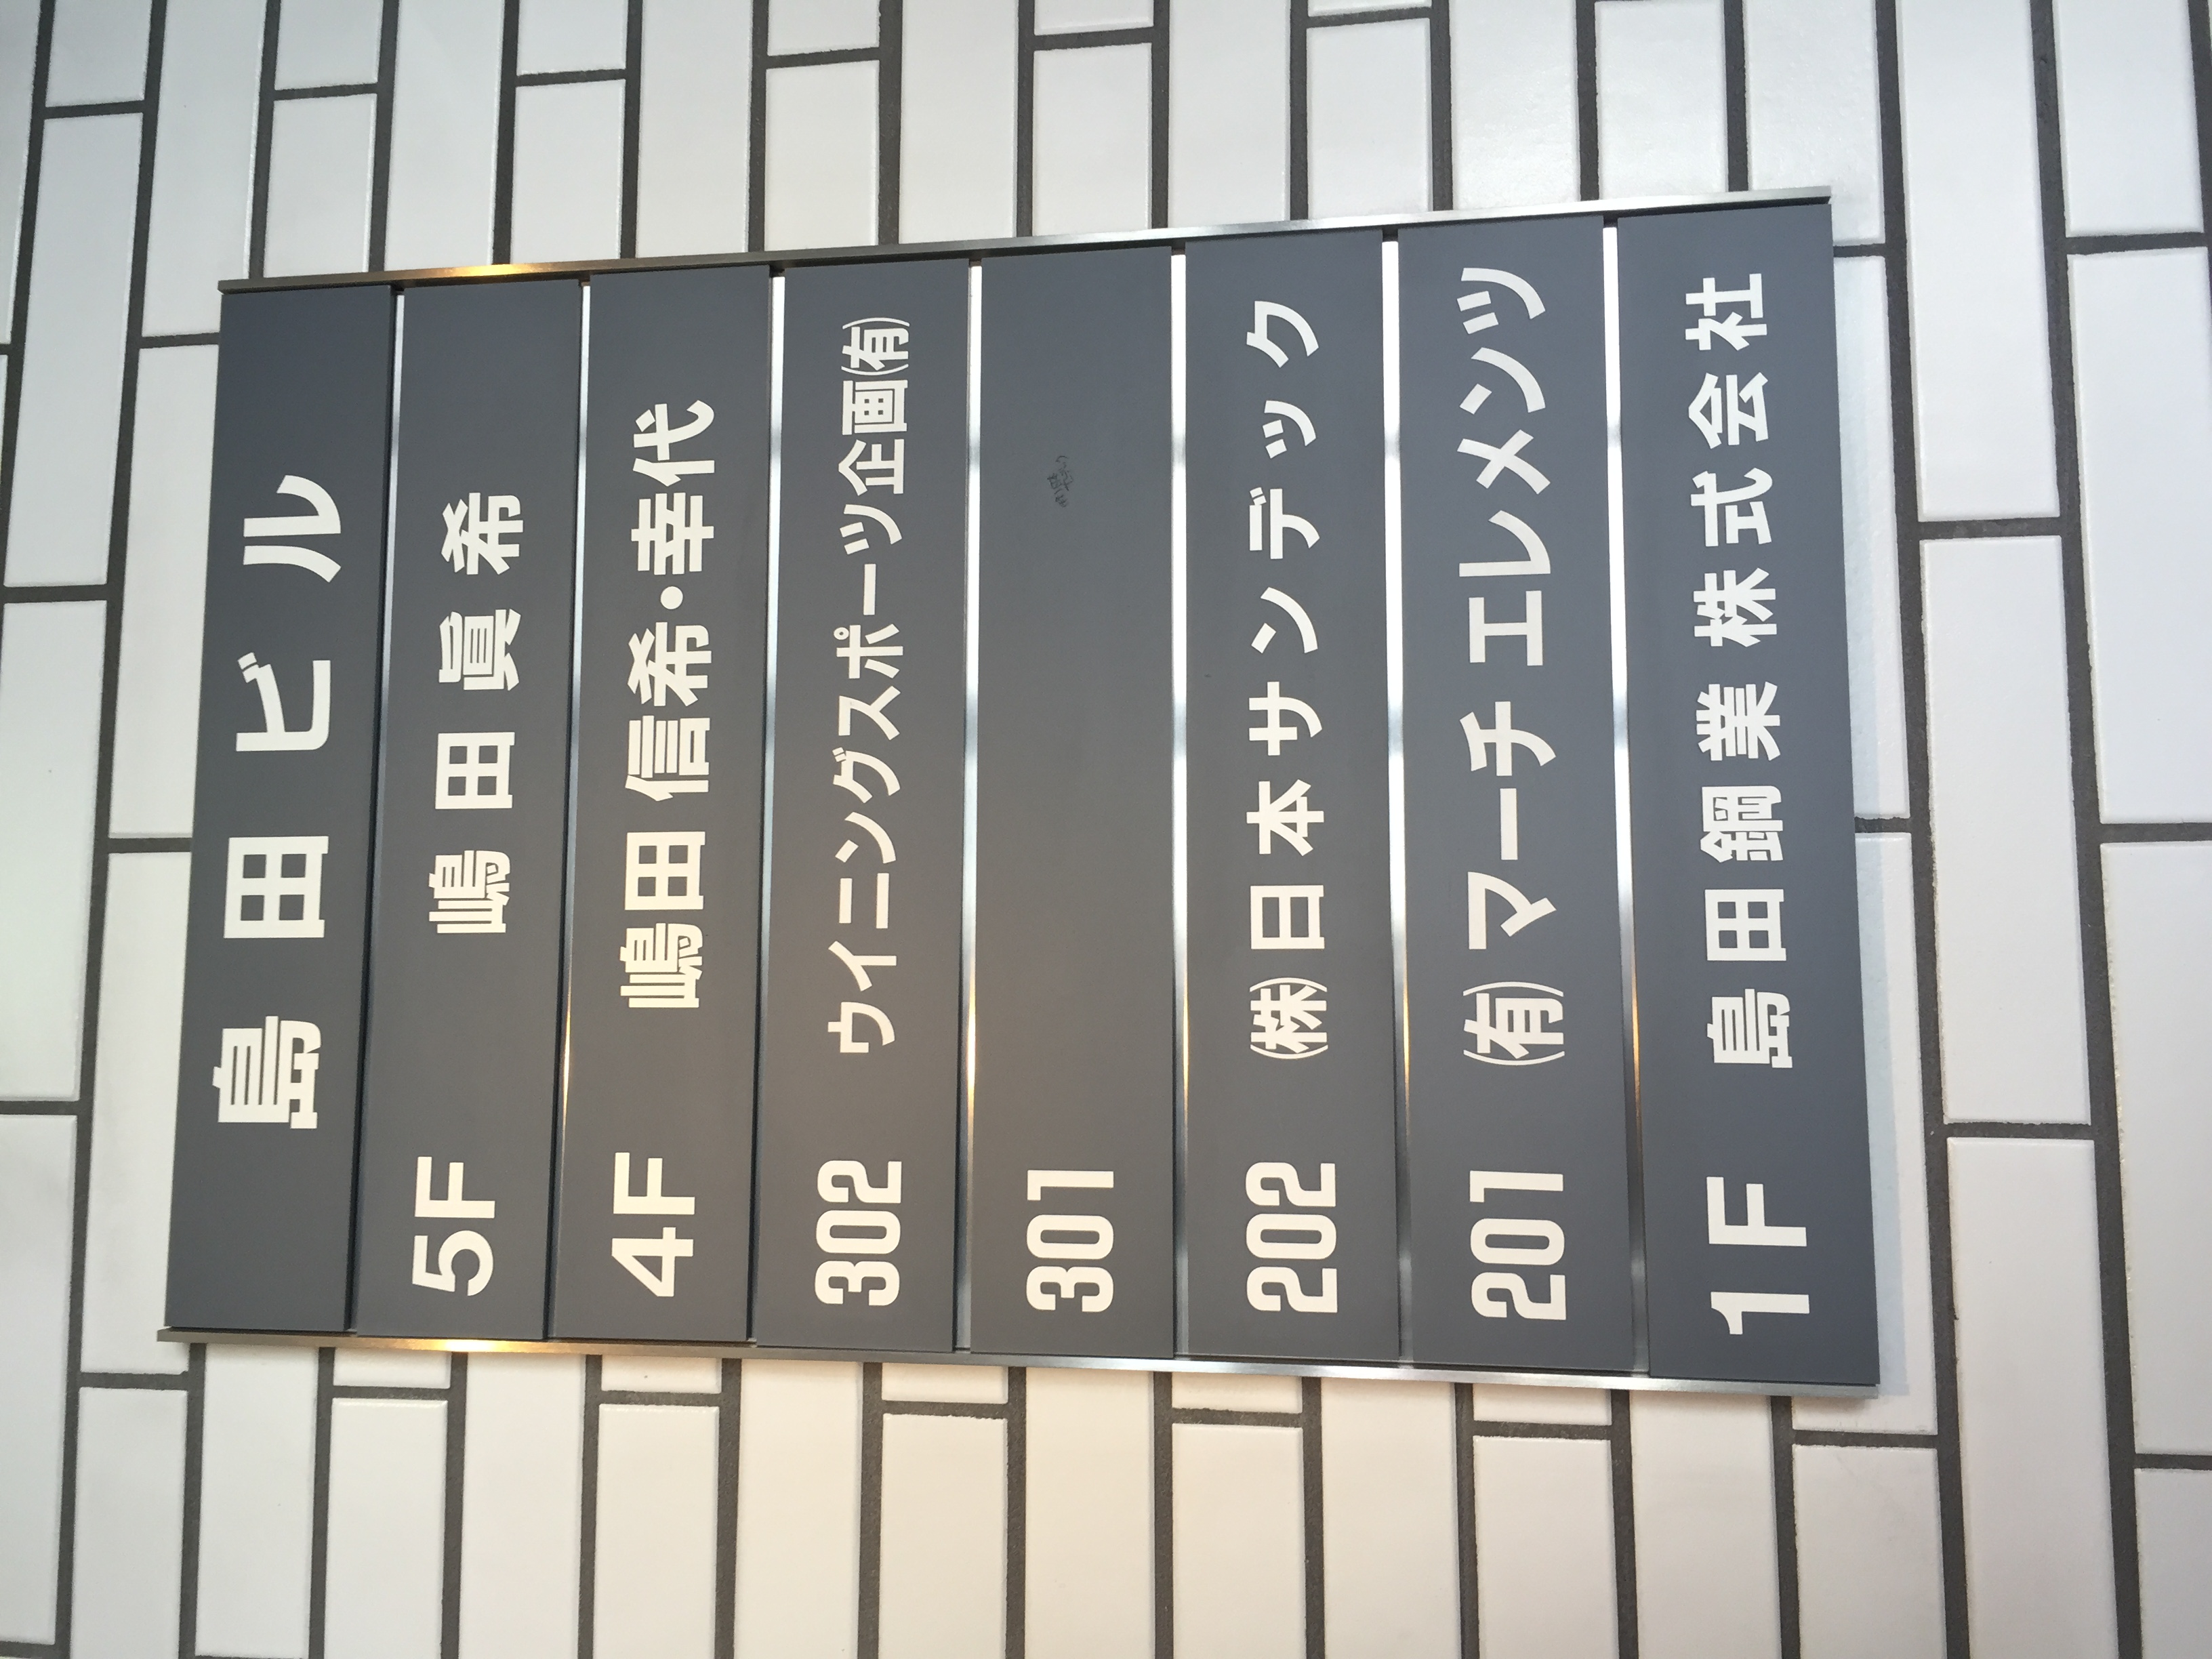 島田ビル
5F 嶋田眞希
4F 嶋田信希・幸代
302 ウイニングスポーツ企画㈲
301
202 ㈱日本サンデック
201 ㈲マーチエレメンツ
1F 島田鋼業株式会社